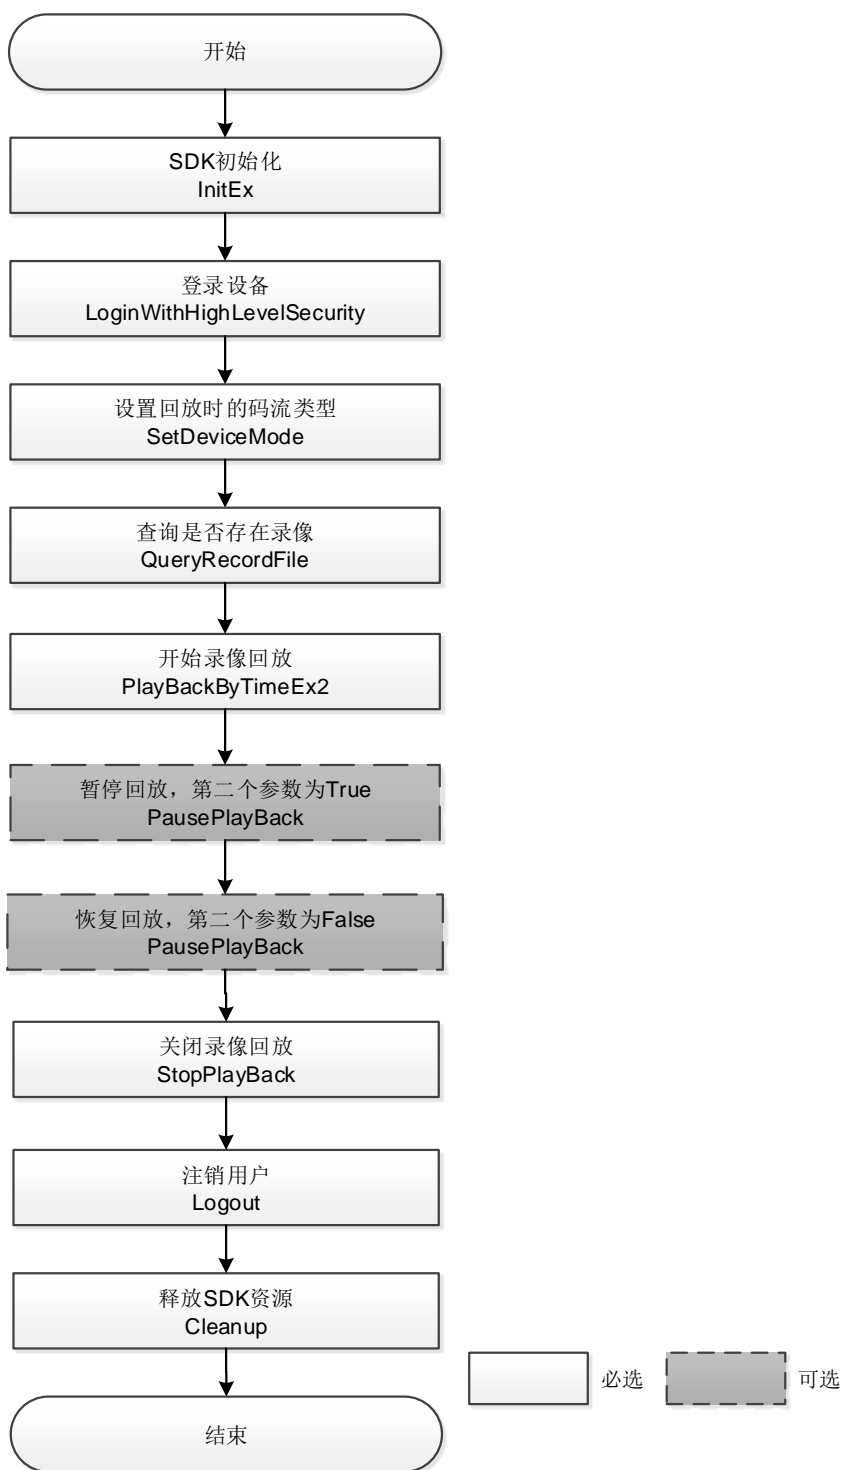 开始
SDK初始化
InitEx
登录设备
LoginWithHighLevelSecurity
设置回放时的码流类型
SetDeviceMode
查询是否存在录像
QueryRecordFile
开始录像回放
PlayBackByTimeEx2
暂停回放，第二个参数为True
PausePlayBack
恢复回放，第二个参数为False
PausePlayBack
关闭录像回放
StopPlayBack
注销用户
Logout
释放SDK资源
Cleanup
结束
必选
可选